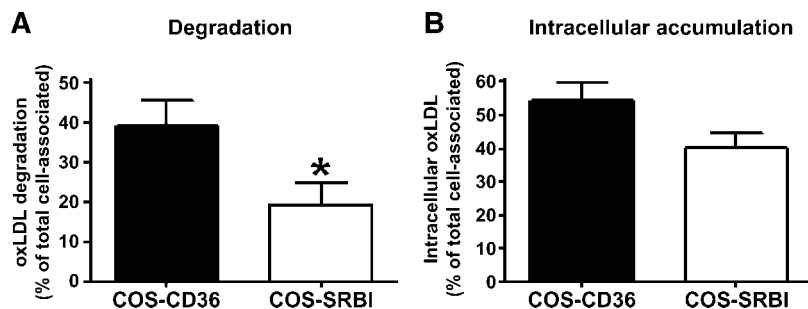 A
Degradation
oxLDL degradation
(% of total cell-associated)
50
40
30
20
10
0
*
COS-CD36
COS-SRBI
B
Intracellular accumulation
Intracellular oxLDL
(% of total cell-associated)
60
50
40
30
20
10
0
COS-CD36
COS-SRBI